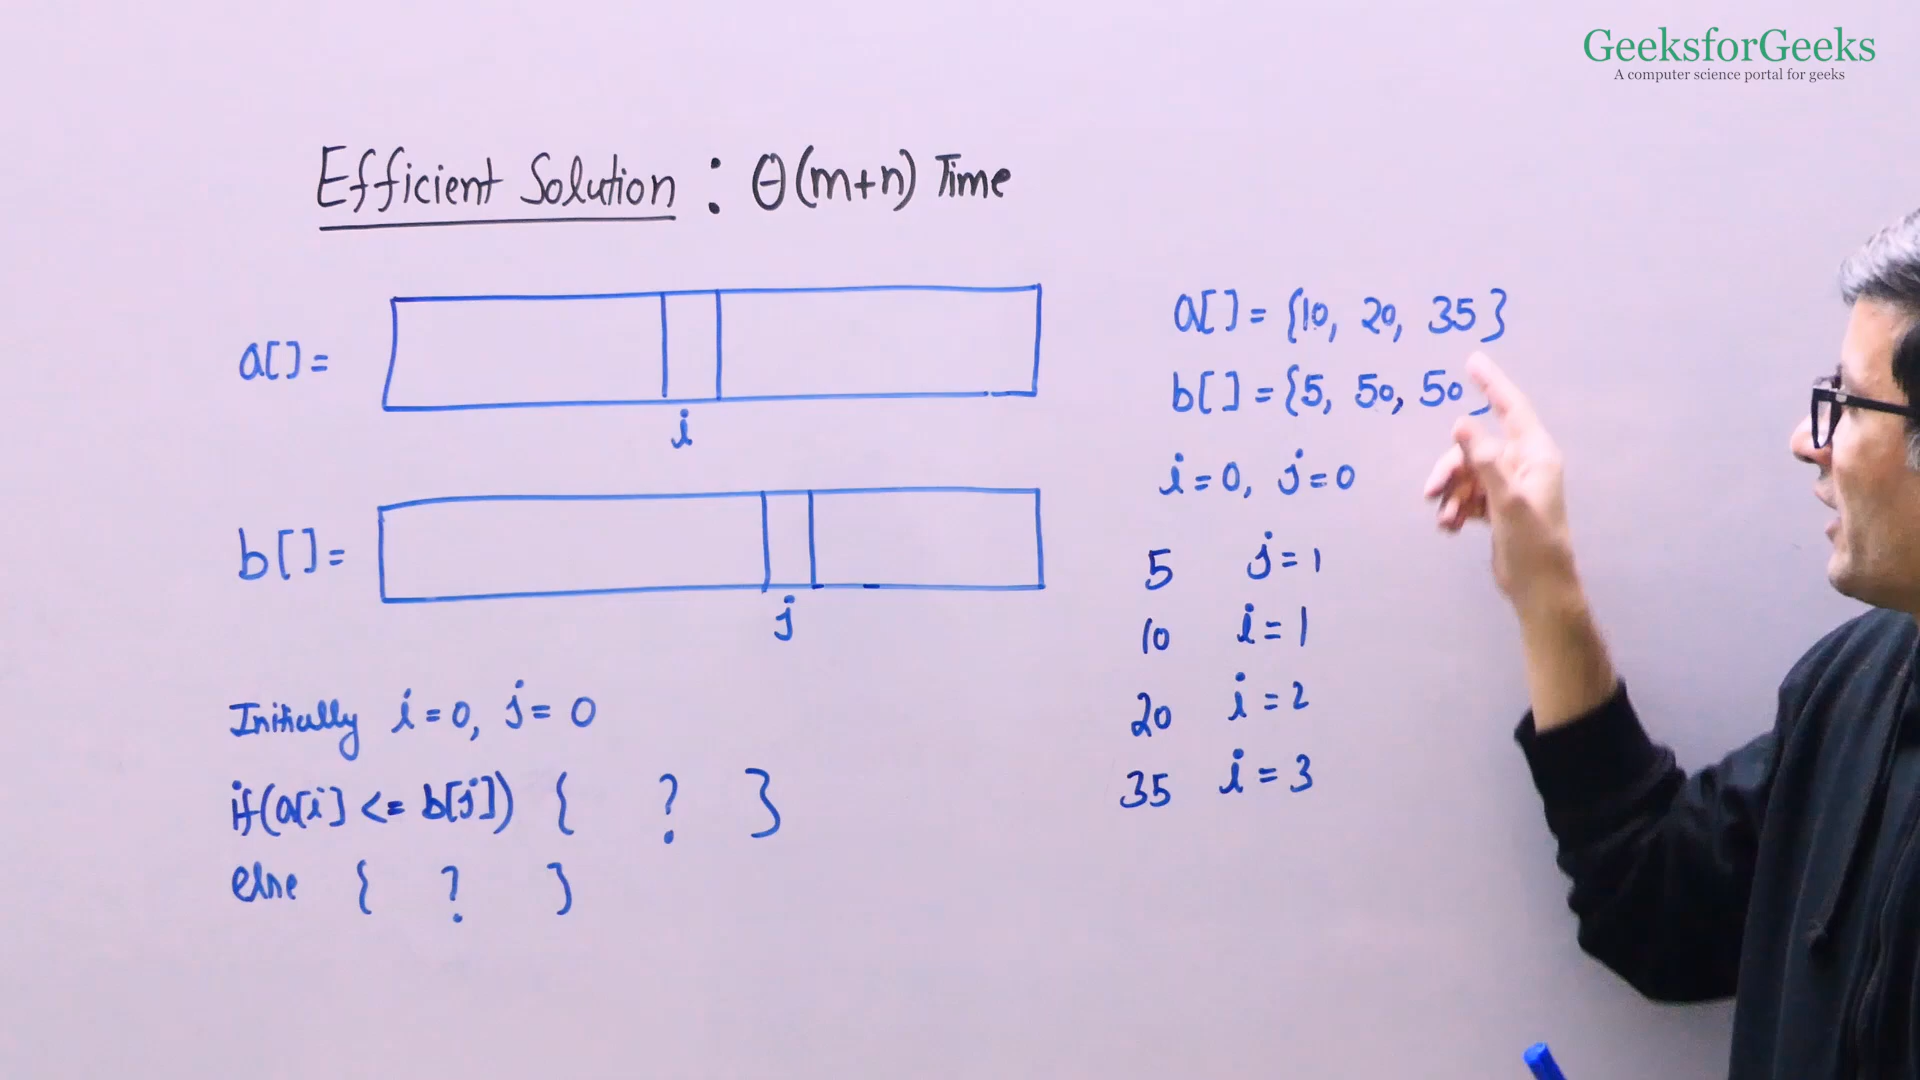 GeeksforGeeks
A computer science portal for geeks
Efficient Solution : θ(m+n) Time
a[] =
i
b[] =
j
Initially i = 0, j = 0
if(a[i] <= b[j]) { ? }
else { ? }
a[] = {10, 20, 35}
b[] = {5, 50, 50}
i = 0, j = 0
5 j = 1
10 i = 1
20 i = 2
35 i = 3